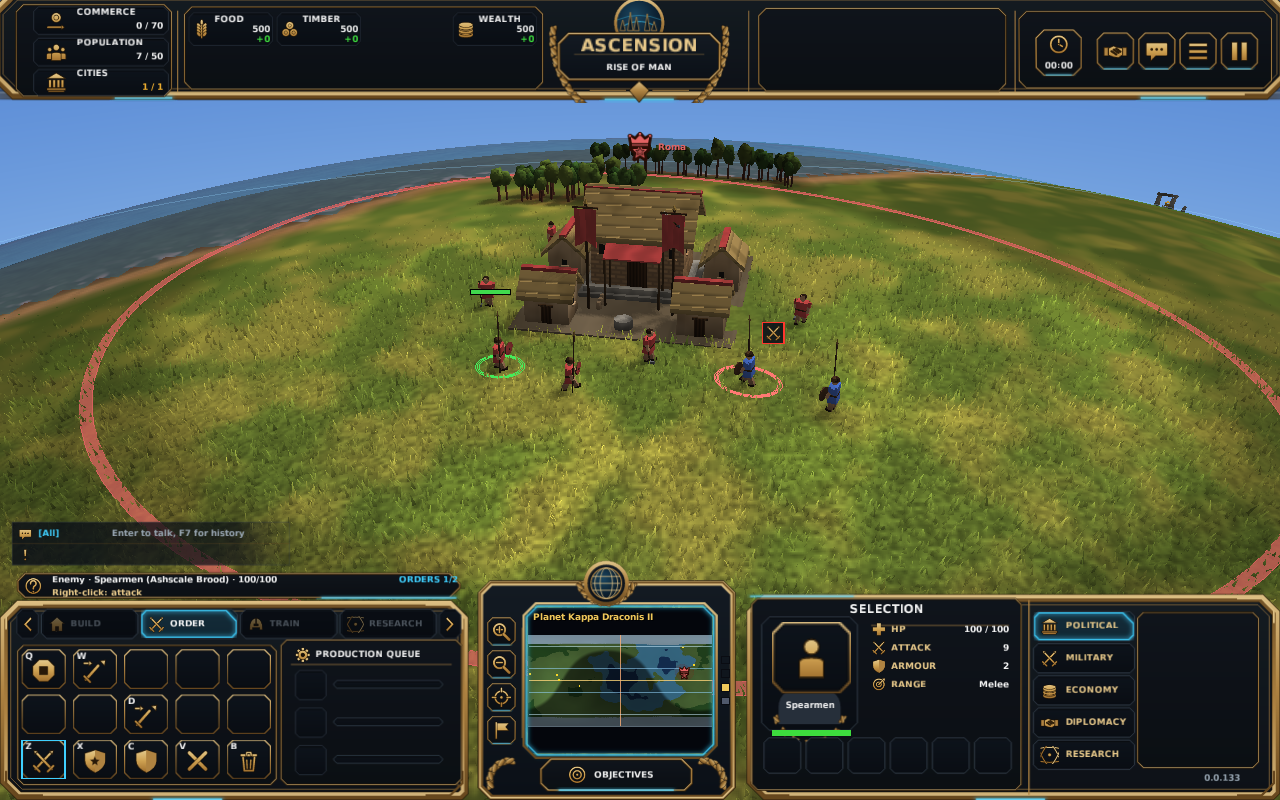 COMMERCE
0 / 70
POPULATION
7 / 50
CITIES
1 / 1
FOOD
500
+0
TIMBER
500
+0
WEALTH
500
+0
ASCENSION
RISE OF MAN
00:00
Roma
[All] Enter to talk, F7 for history
!
Enemy · Spearmen (Ashscale Brood) · 100/100
ORDERS 1/2
Right-click: attack
BUILD
ORDER
TRAIN
RESEARCH
Q
W
D
Z
X
C
V
B
PRODUCTION QUEUE
Planet Kappa Draconis II
OBJECTIVES
SELECTION
Spearmen
HP 100 / 100
ATTACK 9
ARMOUR 2
RANGE Melee
POLITICAL
MILITARY
ECONOMY
DIPLOMACY
RESEARCH
0.0.133